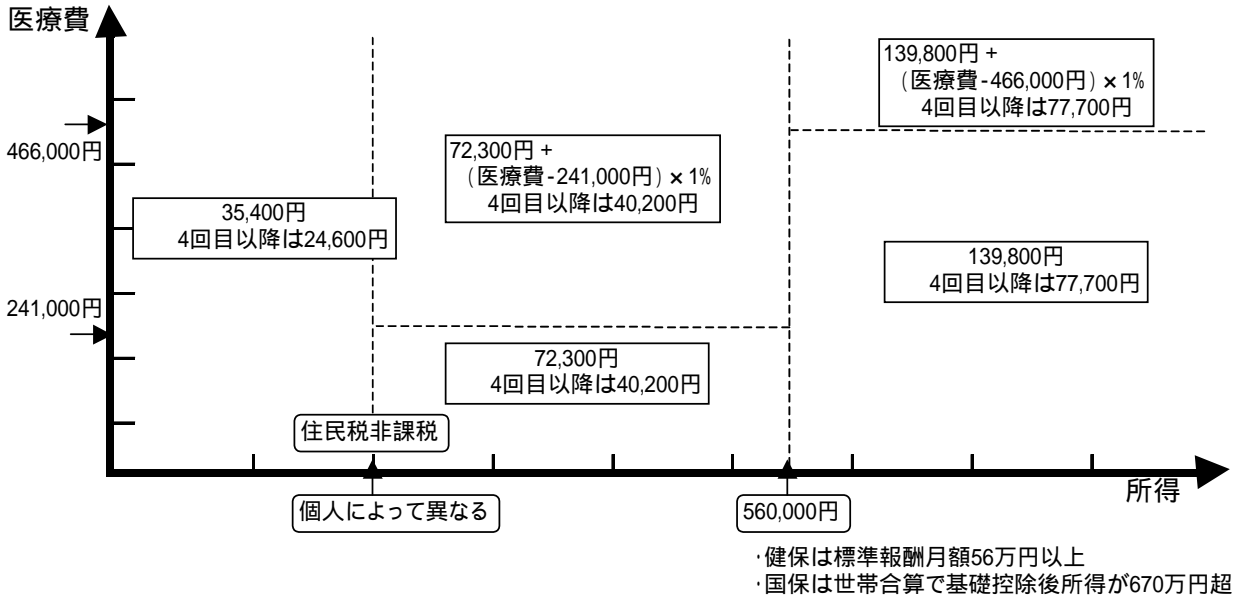 医療費
139,800円 +
(医療費-466,000円) × 1%
4回目以降は77,700円
466,000円
72,300円 +
(医療費-241,000円) × 1%
4回目以降は40,200円
35,400円
4回目以降は24,600円
139,800円
4回目以降は77,700円
241,000円
72,300円
4回目以降は40,200円
住民税非課税
所得
個人によって異なる
560,000円
・健保は標準報酬月額56万円以上
・国保は世帯合算で基礎控除後所得が670万円超